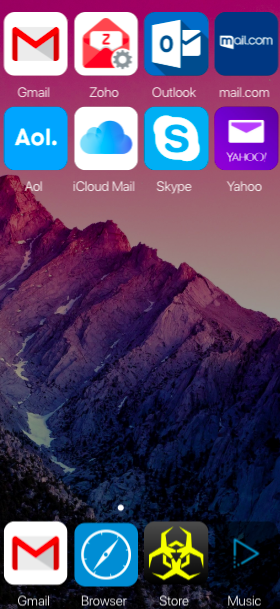 Z
O
mail.com
Gmail Zoho Outlook mail.com
Aol.
S
YAHOO!
Aol iCloud Mail Skype Yahoo
Gmail Browser Store Music